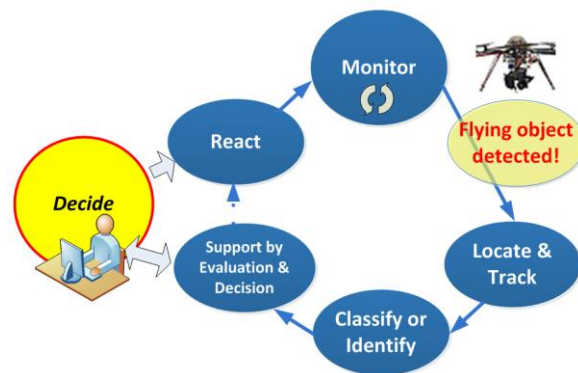 Monitor
Flying object
detected!
React
Decide
Locate &
Track
Support by
Evaluation &
Decision
Classify or
Identify